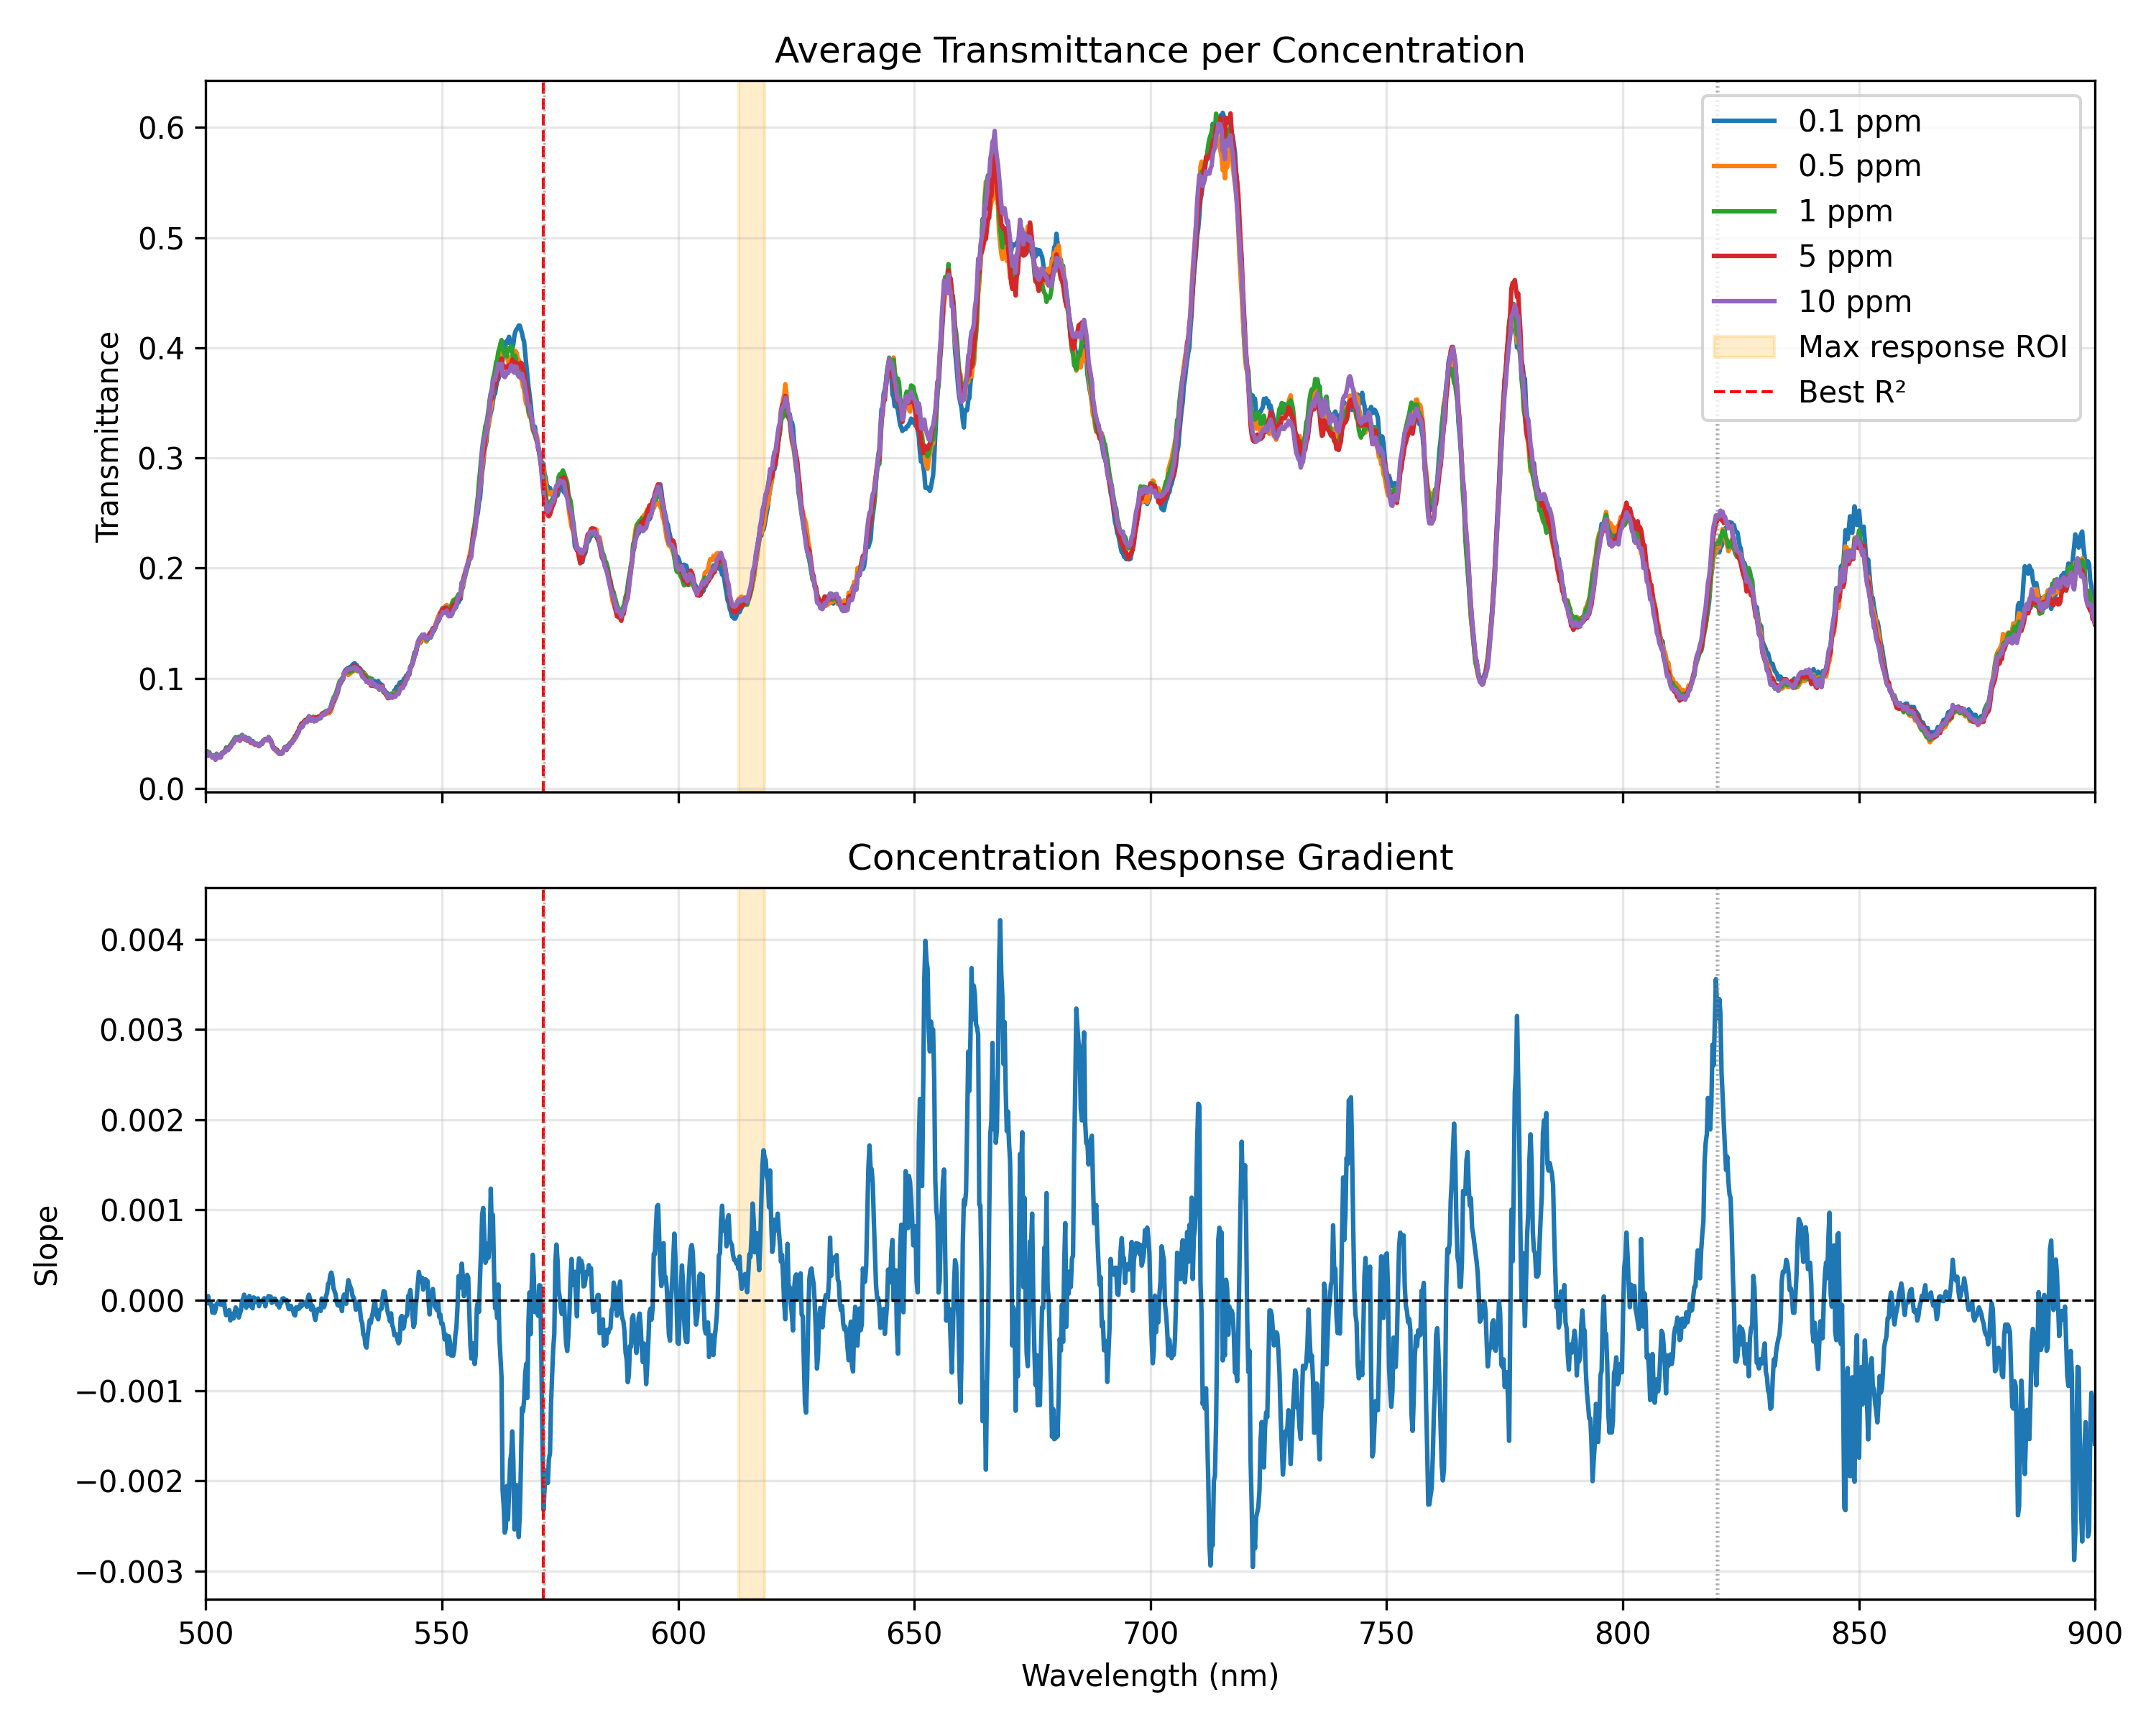 Average Transmittance per Concentration
Transmittance
0.6
0.5
0.4
0.3
0.2
0.1
0.0
0.1 ppm
0.5 ppm
1 ppm
5 ppm
10 ppm
Max response ROI
Best R²
Concentration Response Gradient
Slope
0.004
0.003
0.002
0.001
0.000
−0.001
−0.002
−0.003
500 550 600 650 700 750 800 850 900
Wavelength (nm)